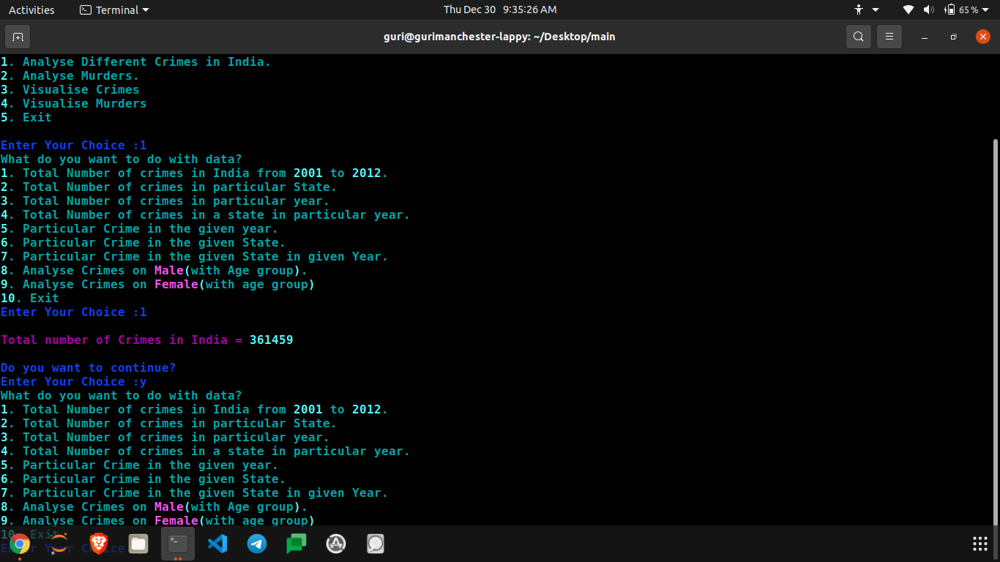 Activities Terminal Thu Dec 30 9:35:26 AM 65 %
guri@gurimanchester-lappy: ~/Desktop/main
1. Analyse Different Crimes in India.
2. Analyse Murders.
3. Visualise Crimes
4. Visualise Murders
5. Exit
Enter Your Choice :1
What do you want to do with data?
1. Total Number of crimes in India from 2001 to 2012.
2. Total Number of crimes in particular State.
3. Total Number of crimes in particular year.
4. Total Number of crimes in a state in particular year.
5. Particular Crime in the given year.
6. Particular Crime in the given State.
7. Particular Crime in the given State in given Year.
8. Analyse Crimes on Male(with Age group).
9. Analyse Crimes on Female(with age group)
10. Exit
Enter Your Choice :1
Total number of Crimes in India = 361459
Do you want to continue?
Enter Your Choice :y
What do you want to do with data?
1. Total Number of crimes in India from 2001 to 2012.
2. Total Number of crimes in particular State.
3. Total Number of crimes in particular year.
4. Total Number of crimes in a state in particular year.
5. Particular Crime in the given year.
6. Particular Crime in the given State.
7. Particular Crime in the given State in given Year.
8. Analyse Crimes on Male(with Age group).
9. Analyse Crimes on Female(with age group)
10. Exit
Enter Your Choice